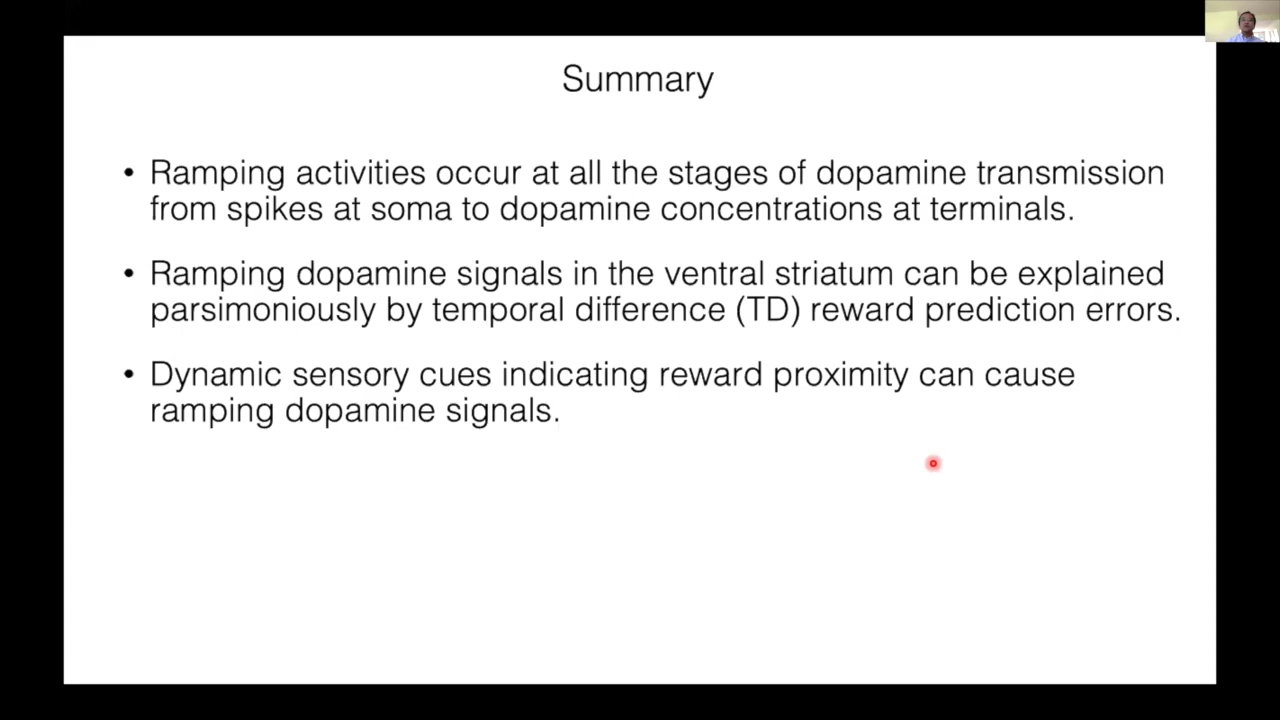 Summary
• Ramping activities occur at all the stages of dopamine transmission
from spikes at soma to dopamine concentrations at terminals.
• Ramping dopamine signals in the ventral striatum can be explained
parsimoniously by temporal difference (TD) reward prediction errors.
• Dynamic sensory cues indicating reward proximity can cause
ramping dopamine signals.